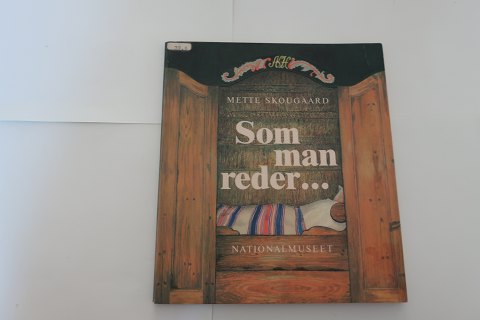 METTE SKOUGAARD
Som
man
reder...
NATIONALMUSEET